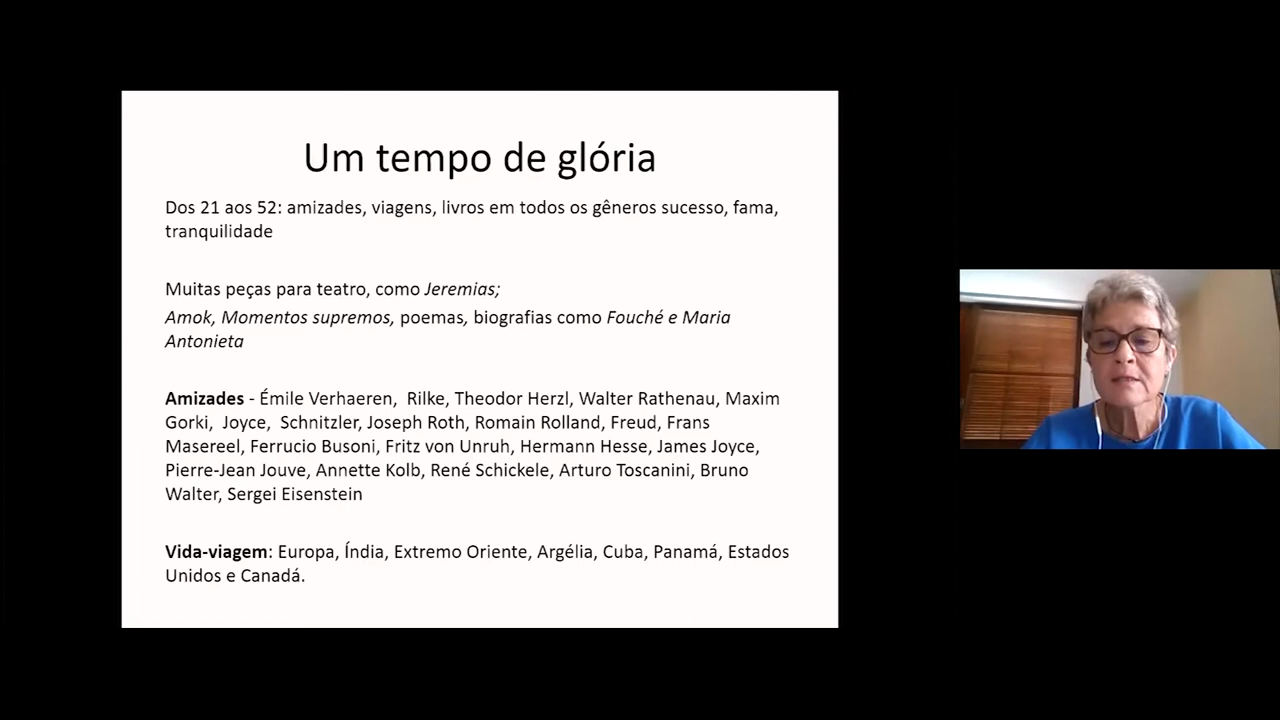 Um tempo de glória
Dos 21 aos 52: amizades, viagens, livros em todos os gêneros sucesso, fama,
tranquilidade
Muitas peças para teatro, como Jeremias;
Amok, Momentos supremos, poemas, biografias como Fouché e Maria
Antonieta
Amizades - Émile Verhaeren,  Rilke, Theodor Herzl, Walter Rathenau, Maxim
Gorki,  Joyce,  Schnitzler, Joseph Roth, Romain Rolland, Freud, Frans
Masereel, Ferrucio Busoni, Fritz von Unruh, Hermann Hesse, James Joyce,
Pierre-Jean Jouve, Annette Kolb, René Schickele, Arturo Toscanini, Bruno
Walter, Sergei Eisenstein
Vida-viagem: Europa, Índia, Extremo Oriente, Argélia, Cuba, Panamá, Estados
Unidos e Canadá.